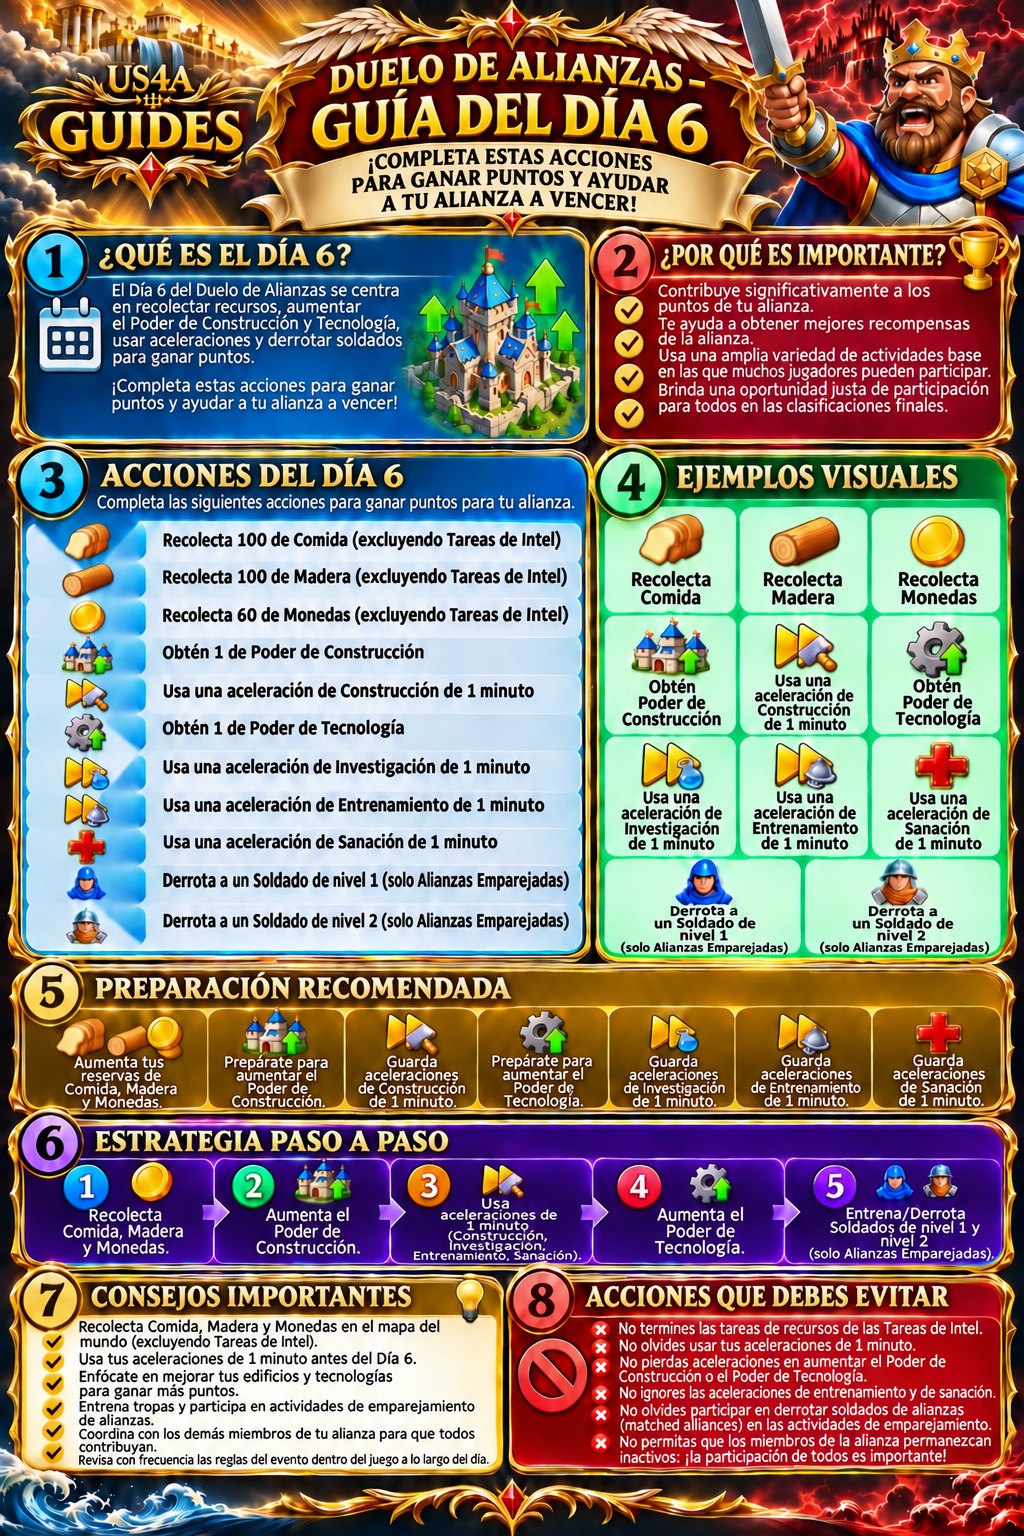 US4A
GUIDES
DUELO DE ALIANZAS –
GUÍA DEL DÍA 6
¡COMPLETA ESTAS ACCIONES
PARA GANAR PUNTOS Y AYUDAR
A TU ALIANZA A VENCER!
1 ¿QUÉ ES EL DÍA 6?
El Día 6 del Duelo de Alianzas se centra
en recolectar recursos, aumentar
el Poder de Construcción y Tecnología,
usar aceleraciones y derrotar soldados
para ganar puntos.
¡Completa estas acciones para ganar
puntos y ayudar a tu alianza a vencer!
2 ¿POR QUÉ ES IMPORTANTE?
Contribuye significativamente a los
puntos de tu alianza.
Te ayuda a obtener mejores recompensas
de la alianza.
Usa una amplia variedad de actividades base
en las que muchos jugadores pueden participar.
Brinda una oportunidad justa de participación
para todos en las clasificaciones finales.
3 ACCIONES DEL DÍA 6
Completa las siguientes acciones para ganar puntos para tu alianza.
Recolecta 100 de Comida (excluyendo Tareas de Intel)
Recolecta 100 de Madera (excluyendo Tareas de Intel)
Recolecta 60 de Monedas (excluyendo Tareas de Intel)
Obtén 1 de Poder de Construcción
Usa una aceleración de Construcción de 1 minuto
Obtén 1 de Poder de Tecnología
Usa una aceleración de Investigación de 1 minuto
Usa una aceleración de Entrenamiento de 1 minuto
Usa una aceleración de Sanación de 1 minuto
Derrota a un Soldado de nivel 1 (solo Alianzas Emparejadas)
Derrota a un Soldado de nivel 2 (solo Alianzas Emparejadas)
4 EJEMPLOS VISUALES
Recolecta
Comida
Recolecta
Madera
Recolecta
Monedas
Obtén
Poder de
Construcción
Usa una
aceleración de
Construcción
de 1 minuto
Obtén
Poder de
Tecnología
Usa una
aceleración de
Investigación
de 1 minuto
Usa una
aceleración de
Entrenamiento
de 1 minuto
Usa una
aceleración de
Sanación
de 1 minuto
Derrota a
un Soldado de
nivel 1
(solo Alianzas Emparejadas)
Derrota a
un Soldado de
nivel 2
(solo Alianzas Emparejadas)
5 PREPARACIÓN RECOMENDADA
Aumenta tus
reservas de
Comida, Madera
y Monedas.
Prepárate para
aumentar el
Poder de
Construcción.
Guarda
aceleraciones
de Construcción
de 1 minuto.
Prepárate para
aumentar el
Poder de
Tecnología.
Guarda
aceleraciones
de Investigación
de 1 minuto.
Guarda
aceleraciones
de Entrenamiento
de 1 minuto.
Guarda
aceleraciones
de Sanación
de 1 minuto.
6 ESTRATEGIA PASO A PASO
1
Recolecta
Comida, Madera
y Monedas.
2
Aumenta el
Poder de
Construcción.
3
Usa
aceleraciones de
1 minuto
(Construcción,
Investigación,
Entrenamiento, Sanación).
4
Aumenta el
Poder de
Tecnología.
5
Entrena/Derrota
Soldados de nivel 1 y
nivel 2
(solo Alianzas Emparejadas).
7 CONSEJOS IMPORTANTES
Recolecta Comida, Madera y Monedas en el mapa del
mundo (excluyendo Tareas de Intel).
Usa tus aceleraciones de 1 minuto antes del Día 6.
Enfócate en mejorar tus edificios y tecnologías
para ganar más puntos.
Entrena tropas y participa en actividades de emparejamiento
de alianzas.
Coordina con los demás miembros de tu alianza para que todos
contribuyan.
Revisa con frecuencia las reglas del evento dentro del juego a lo largo del día.
8 ACCIONES QUE DEBES EVITAR
No termines las tareas de recursos de las Tareas de Intel.
No olvides usar tus aceleraciones de 1 minuto.
No pierdas aceleraciones en aumentar el Poder de
Construcción o el Poder de Tecnología.
No ignores las aceleraciones de entrenamiento y de sanación.
No olvides participar en derrotar soldados de alianzas
(matched alliances) en las actividades de emparejamiento.
No permitas que los miembros de la alianza permanezcan
inactivos: ¡la participación de todos es importante!